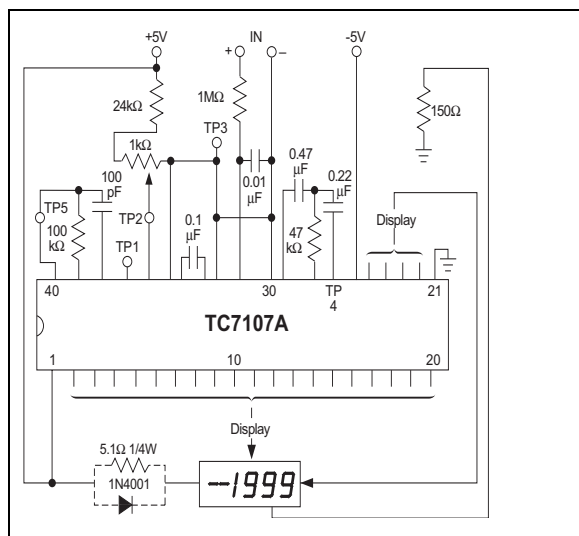 +5V
+ IN –
-5V
24kΩ
1MΩ
150Ω
TP3
1kΩ
0.47
µF
0.22
µF
100
pF
0.01
µF
TP5
TP2
0.1
µF
Display
100
kΩ
47
kΩ
TP1
40
30
TP
4
21
TC7107A
1
10
20
Display
5.1Ω 1/4W
1N4001
--1999